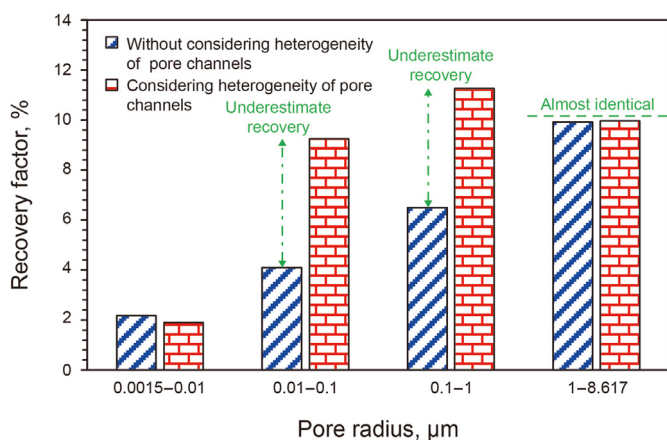 14
12
10
8
6
4
2
0
Recovery factor, %
Without considering heterogeneity
of pore channels
Considering heterogeneity of pore
channels
Underestimate
recovery
Underestimate
recovery
Almost identical
0.0015–0.01
0.01–0.1
0.1–1
1–8.617
Pore radius, μm